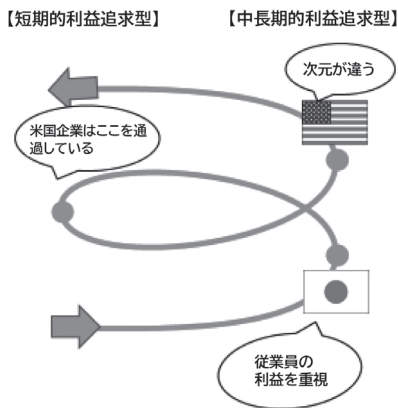 【短期的利益追求型】
【中長期的利益追求型】
次元が違う
米国企業はここを通
過している
従業員の
利益を重視